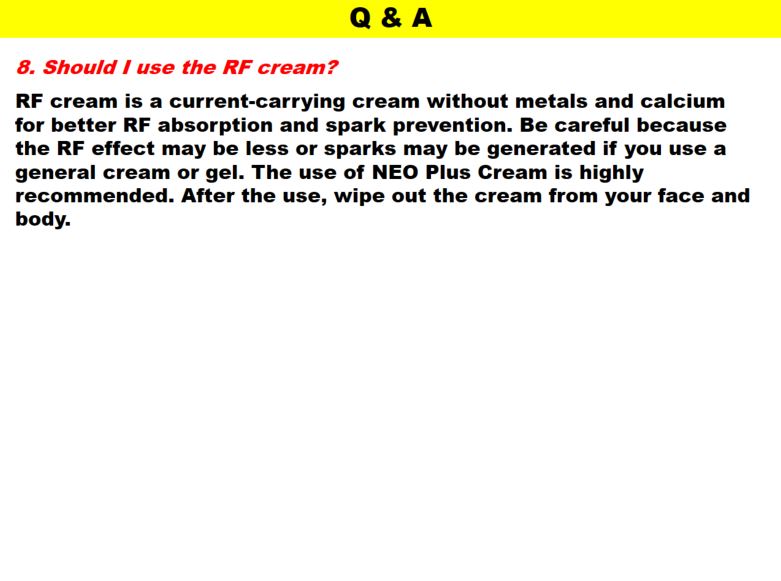 Q & A
8. Should I use the RF cream?
RF cream is a current-carrying cream without metals and calcium
for better RF absorption and spark prevention. Be careful because
the RF effect may be less or sparks may be generated if you use a
general cream or gel. The use of NEO Plus Cream is highly
recommended. After the use, wipe out the cream from your face and
body.